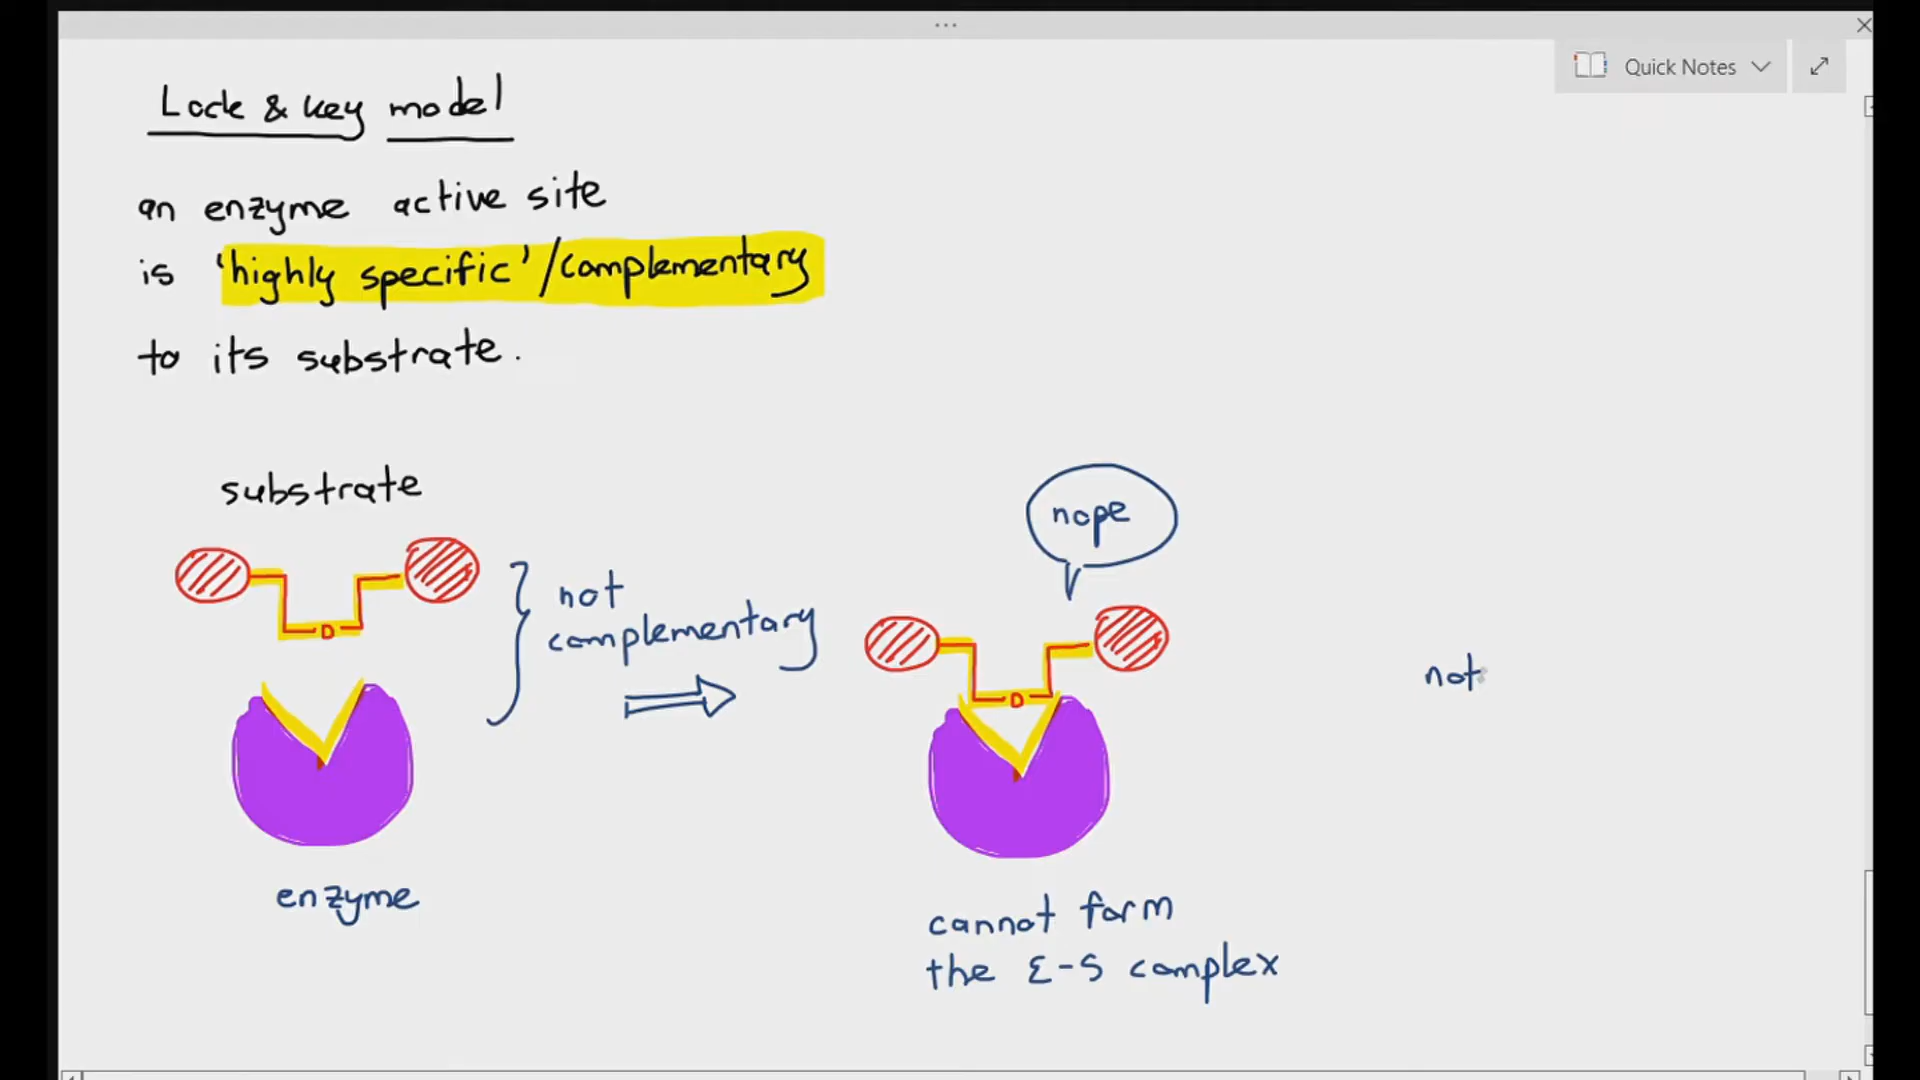 Quick Notes
Lock & key model
an enzyme active site
is 'highly specific'/complementary
to its substrate.
substrate
D
not
complementary
enzyme
nope
D
cannot form
the E-S complex
not